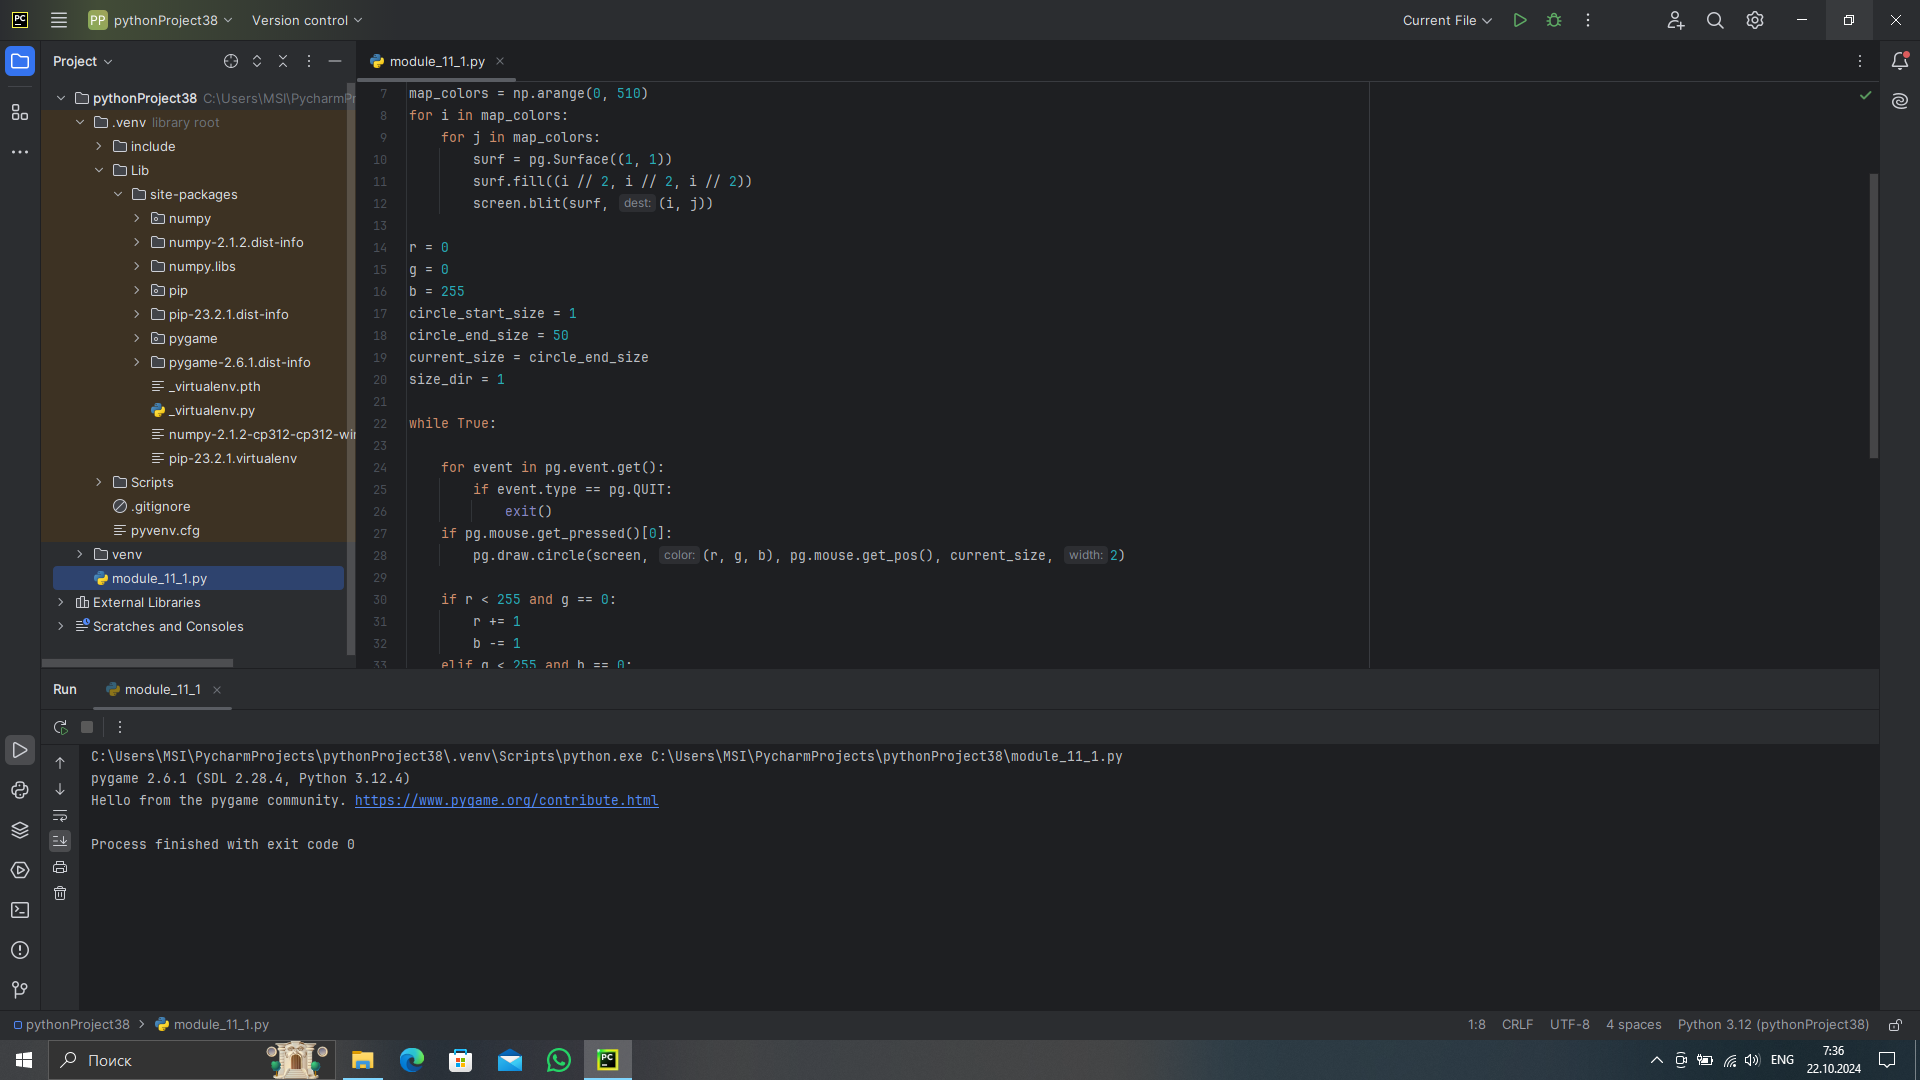 PC
PP pythonProject38
Version control
Current File
Project
module_11_1.py
pythonProject38 C:\Users\MSI\PycharmPr
.venv library root
include
Lib
site-packages
numpy
numpy-2.1.2.dist-info
numpy.libs
pip
pip-23.2.1.dist-info
pygame
pygame-2.6.1.dist-info
_virtualenv.pth
_virtualenv.py
numpy-2.1.2-cp312-cp312-wi
pip-23.2.1.virtualenv
Scripts
.gitignore
pyvenv.cfg
venv
module_11_1.py
External Libraries
Scratches and Consoles
7 map_colors = np.arange(0, 510)
8 for i in map_colors:
9 for j in map_colors:
10 surf = pg.Surface((1, 1))
11 surf.fill((i // 2, i // 2, i // 2))
12 screen.blit(surf, dest: (i, j))
13
14 r = 0
15 g = 0
16 b = 255
17 circle_start_size = 1
18 circle_end_size = 50
19 current_size = circle_end_size
20 size_dir = 1
21
22 while True:
23
24 for event in pg.event.get():
25 if event.type == pg.QUIT:
26 exit()
27 if pg.mouse.get_pressed()[0]:
28 pg.draw.circle(screen, color: (r, g, b), pg.mouse.get_pos(), current_size, width: 2)
29
30 if r < 255 and g == 0:
31 r += 1
32 b -= 1
33 elif g < 255 and b == 0:
Run
module_11_1
C:\Users\MSI\PycharmProjects\pythonProject38\.venv\Scripts\python.exe C:\Users\MSI\PycharmProjects\pythonProject38\module_11_1.py
pygame 2.6.1 (SDL 2.28.4, Python 3.12.4)
Hello from the pygame community. https://www.pygame.org/contribute.html
Process finished with exit code 0
pythonProject38 > module_11_1.py
1:8 CRLF UTF-8 4 spaces Python 3.12 (pythonProject38)
Поиск
PC
ENG
7:36
22.10.2024